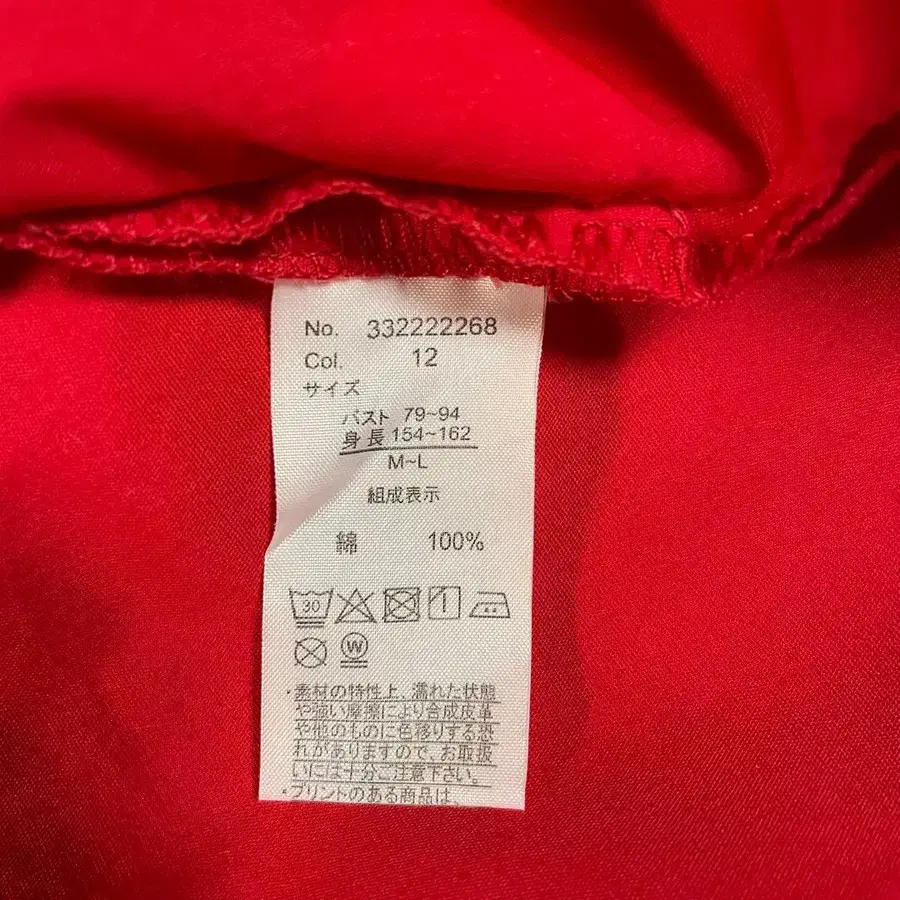 No. 332222268
Col. 12
サイズ
バスト 79~94
身長 154~162
M~L
組成表示
綿 100%
30
W
・素材の特性上、濡れた状態
や強い摩擦により合成皮革
や他のものに色移りする恐
れがありますので、お取扱
いには十分ご注意下さい。
・プリントのある商品は、